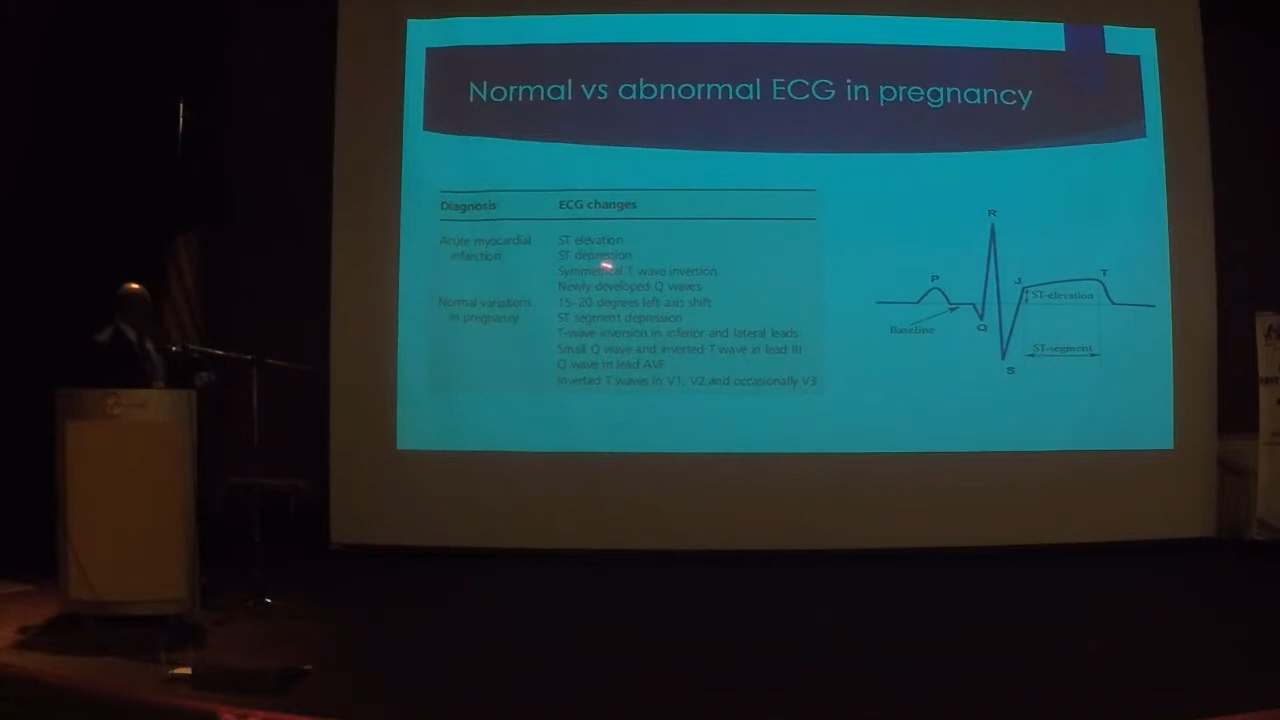 Normal vs abnormal ECG in pregnancy
Diagnosis ECG changes
Acute myocardial ST elevation
infarction ST depression
Symmetrical T wave inversion
Newly developed Q waves
Normal variations 15–20 degrees left axis shift
in pregnancy ST segment depression
T-wave inversion in inferior and lateral leads
Small Q wave and inverted T wave in lead III
Q wave in lead AVF
Inverted T waves in V1, V2 and occasionally V3
R
P
J
T
ST-elevation
Baseline
Q
ST-segment
S